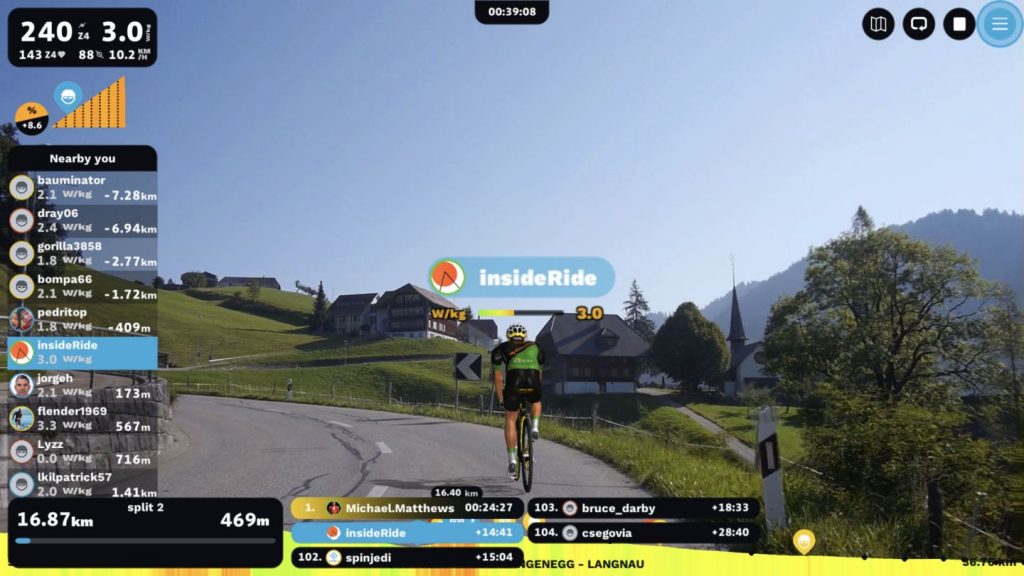 00:39:08
240 Z4 3.0 W/kg
143 Z4 88 10.2 KM/H
%
+8.6
Nearby you
bauminator
2.1 W/kg -7.28km
dray06
2.4 W/kg -6.94km
gorilla3858
1.8 W/kg -2.77km
bompa66
2.1 W/kg -1.72km
pedritop
1.8 W/kg -409m
insideRide
3.0 W/kg
jorgeh
2.1 W/kg 173m
flender1969
3.3 W/kg 567m
Lyzz
0.0 W/kg 716m
lkilpatrick57
2.0 W/kg 1.41km
insideRide
W/kg 3.0
split 2
16.87km 469m
16.40 km
1. Michael.Matthews 00:24:27
insideRide +14:41
102. spinjedi +15:04
103. bruce_darby +18:33
104. csegovia +28:40
NGENEGG - LANGNAU
36.76 km